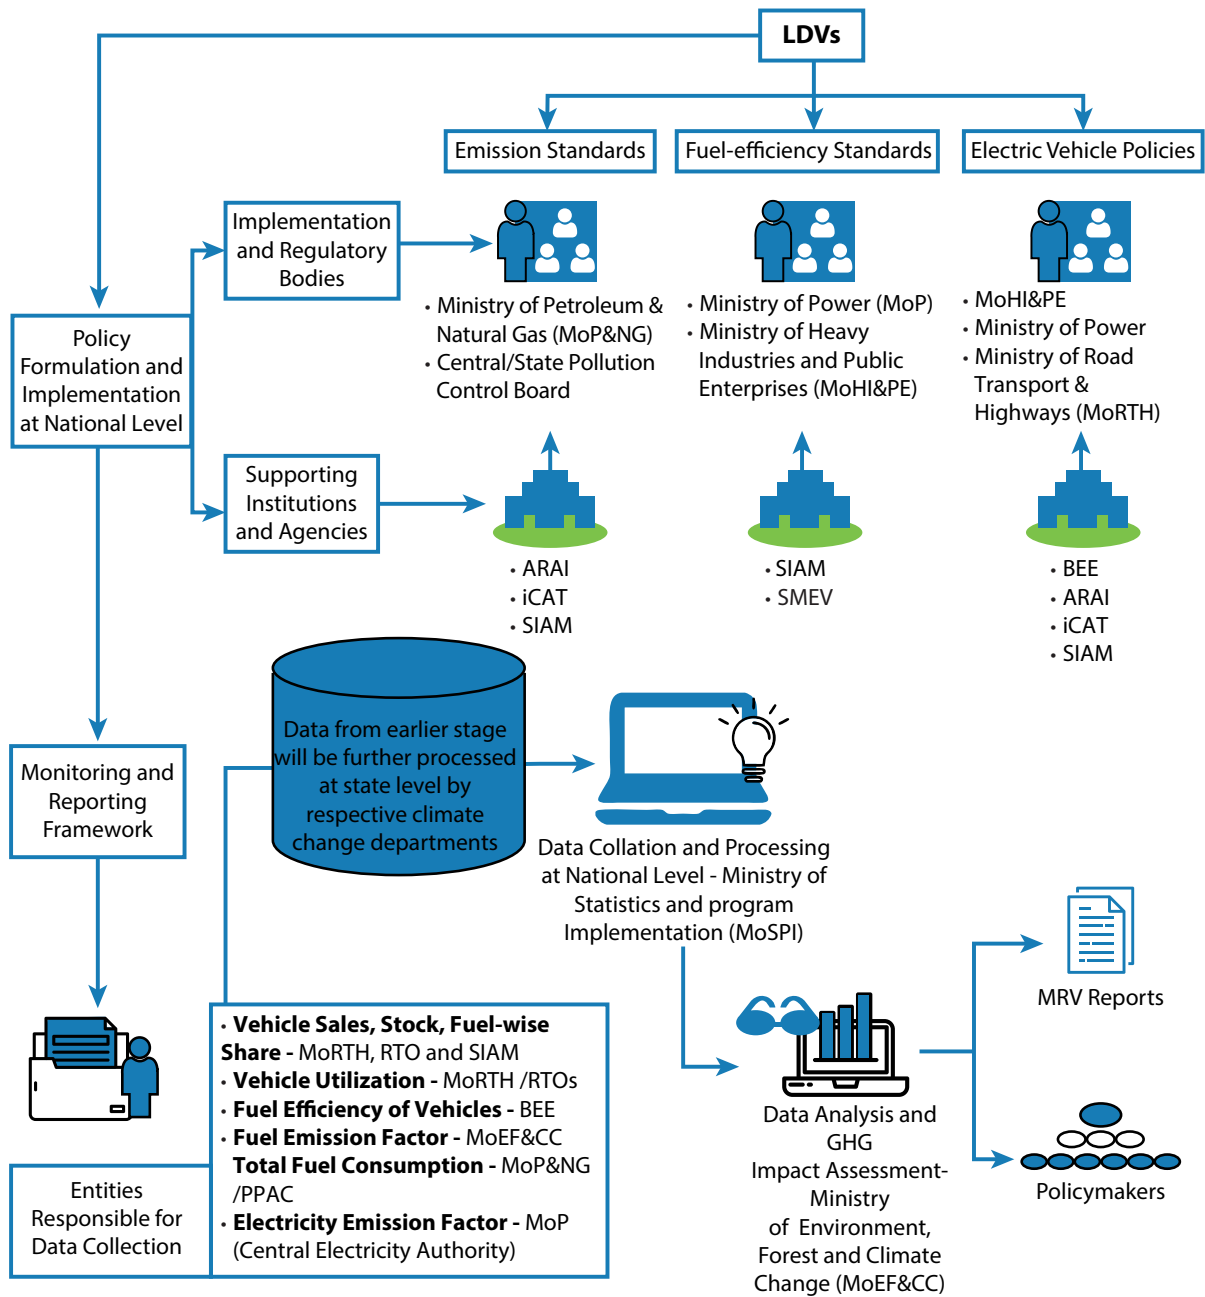 LDVs
Emission Standards
Fuel-efficiency Standards
Electric Vehicle Policies
Implementation
and Regulatory
Bodies
• Ministry of Petroleum &
Natural Gas (MoP&NG)
• Central/State Pollution
Control Board
• Ministry of Power (MoP)
• Ministry of Heavy
Industries and Public
Enterprises (MoHI&PE)
• MoHI&PE
• Ministry of Power
• Ministry of Road
Transport &
Highways (MoRTH)
Policy
Formulation and
Implementation
at National Level
Supporting
Institutions
and Agencies
• ARAI
• iCAT
• SIAM
• SIAM
• SMEV
• BEE
• ARAI
• iCAT
• SIAM
Monitoring and
Reporting
Framework
Data from earlier stage
will be further processed
at state level by
respective climate
change departments
Data Collation and Processing
at National Level - Ministry of
Statistics and program
Implementation (MoSPI)
MRV Reports
Policymakers
Data Analysis and
GHG
Impact Assessment-
Ministry
of Environment,
Forest and Climate
Change (MoEF&CC)
Entities
Responsible for
Data Collection
• Vehicle Sales, Stock, Fuel-wise
Share - MoRTH, RTO and SIAM
• Vehicle Utilization - MoRTH /RTOs
• Fuel Efficiency of Vehicles - BEE
• Fuel Emission Factor - MoEF&CC
Total Fuel Consumption - MoP&NG
/PPAC
• Electricity Emission Factor - MoP
(Central Electricity Authority)